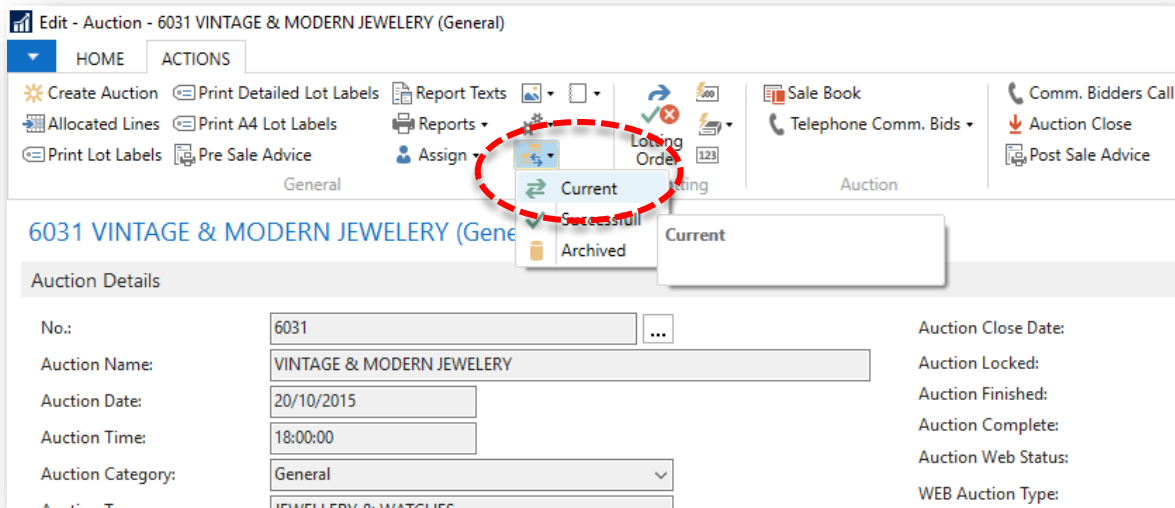 Edit - Auction - 6031 VINTAGE & MODERN JEWELERY (General)
HOME ACTIONS
Create Auction Print Detailed Lot Labels Report Texts Sale Book Comm. Bidders Call
Allocated Lines Print A4 Lot Labels Reports Telephone Comm. Bids Auction Close
Print Lot Labels Pre Sale Advice Assign Lotting Order 123 Post Sale Advice
General Auction
Current
Successfull
Archived
Current
6031 VINTAGE & MODERN JEWELERY (Gene
Auction Details
No.: 6031 ... Auction Close Date:
Auction Name: VINTAGE & MODERN JEWELERY Auction Locked:
Auction Date: 20/10/2015 Auction Finished:
Auction Time: 18:00:00 Auction Complete:
Auction Web Status:
Auction Category: General
WEB Auction Type:
JEWELLERY & WATCHES